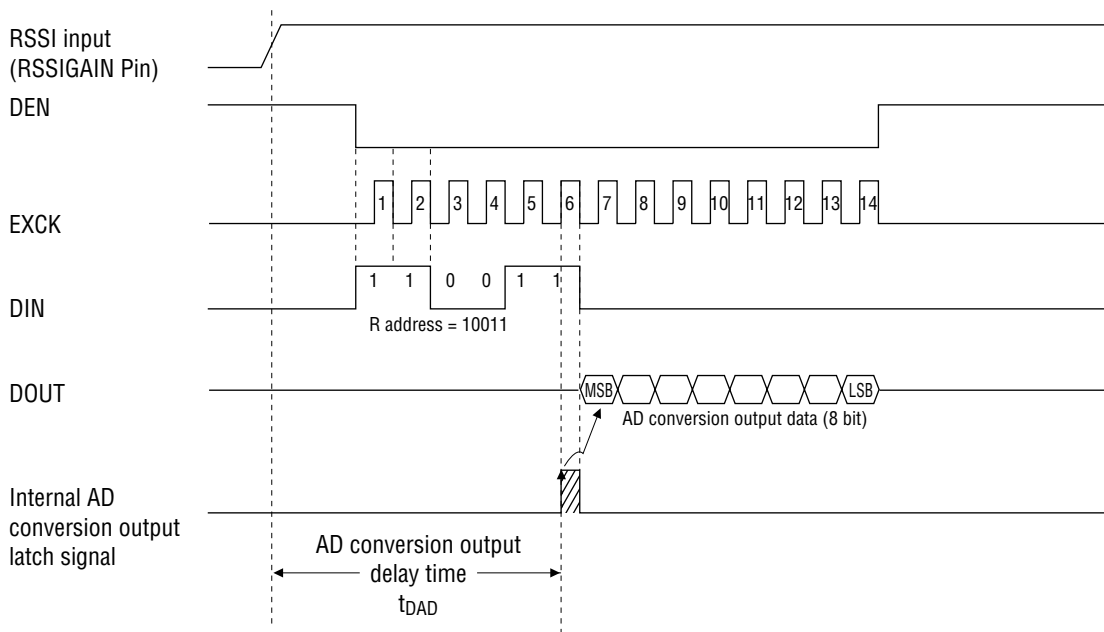 RSSI input
(RSSIGAIN Pin)
DEN
EXCK
1 2 3 4 5 6 7 8 9 10 11 12 13 14
DIN
1 1 0 0 1 1
R address = 10011
DOUT
MSB LSB
AD conversion output data (8 bit)
Internal AD
conversion output
latch signal
AD conversion output
delay time
tDAD